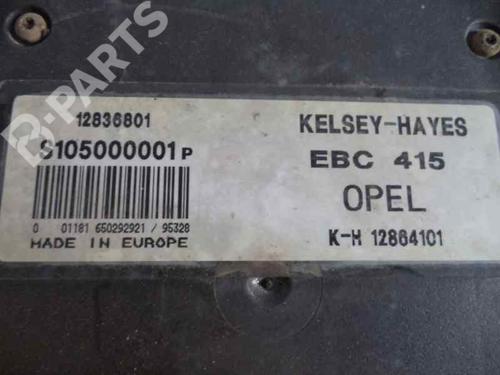 B-PARTS
12836801
S105000001P
0 01181 650292921 / 95328
MADE IN EUROPE
KELSEY-HAYES
EBC 415
OPEL
K-H 12864101